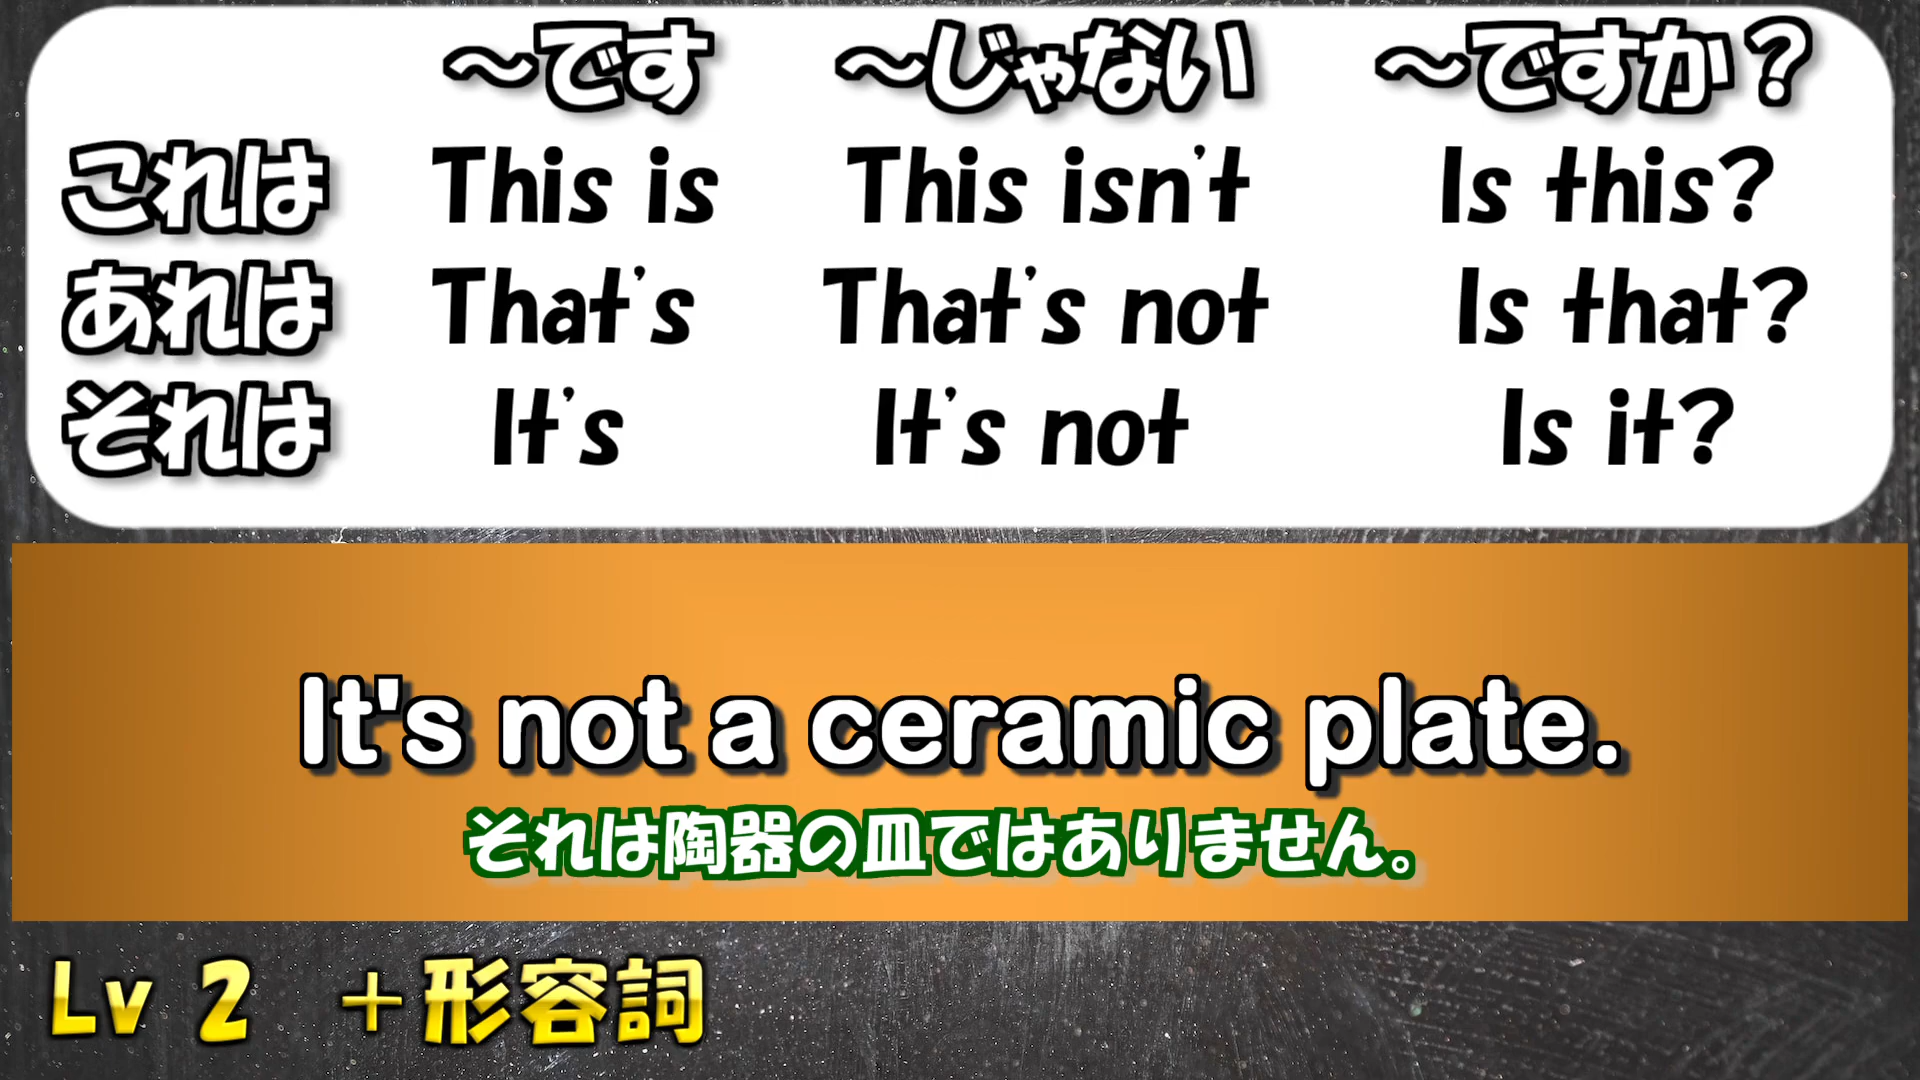 ～です ～じゃない ～ですか？
これは This is This isn't Is this?
あれは That's That's not Is that?
それは It's It's not Is it?
It's not a ceramic plate.
それは陶器の皿ではありません。
Lv 2 ＋形容詞